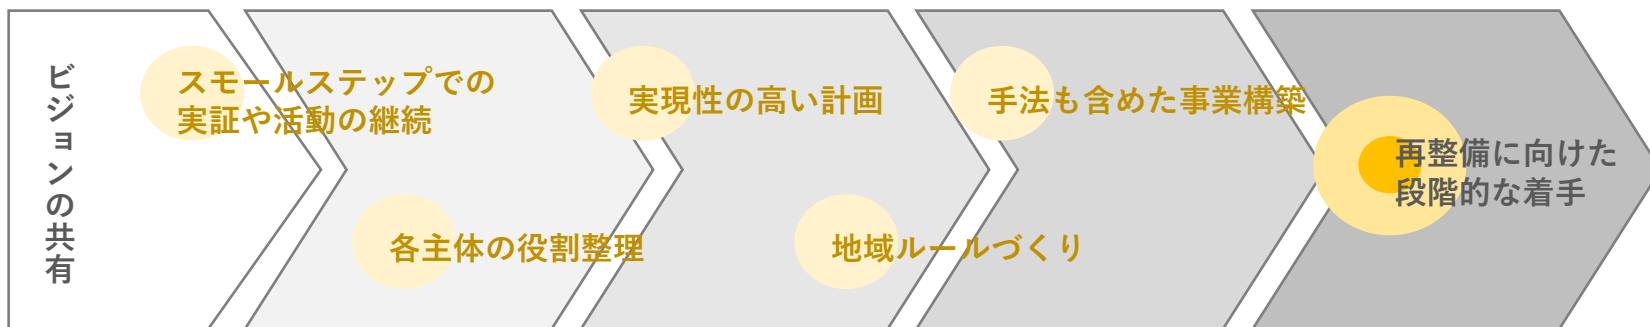 ビジョンの共有
スモールステップでの
実証や活動の継続
各主体の役割整理
実現性の高い計画
地域ルールづくり
手法も含めた事業構築
再整備に向けた
段階的な着手